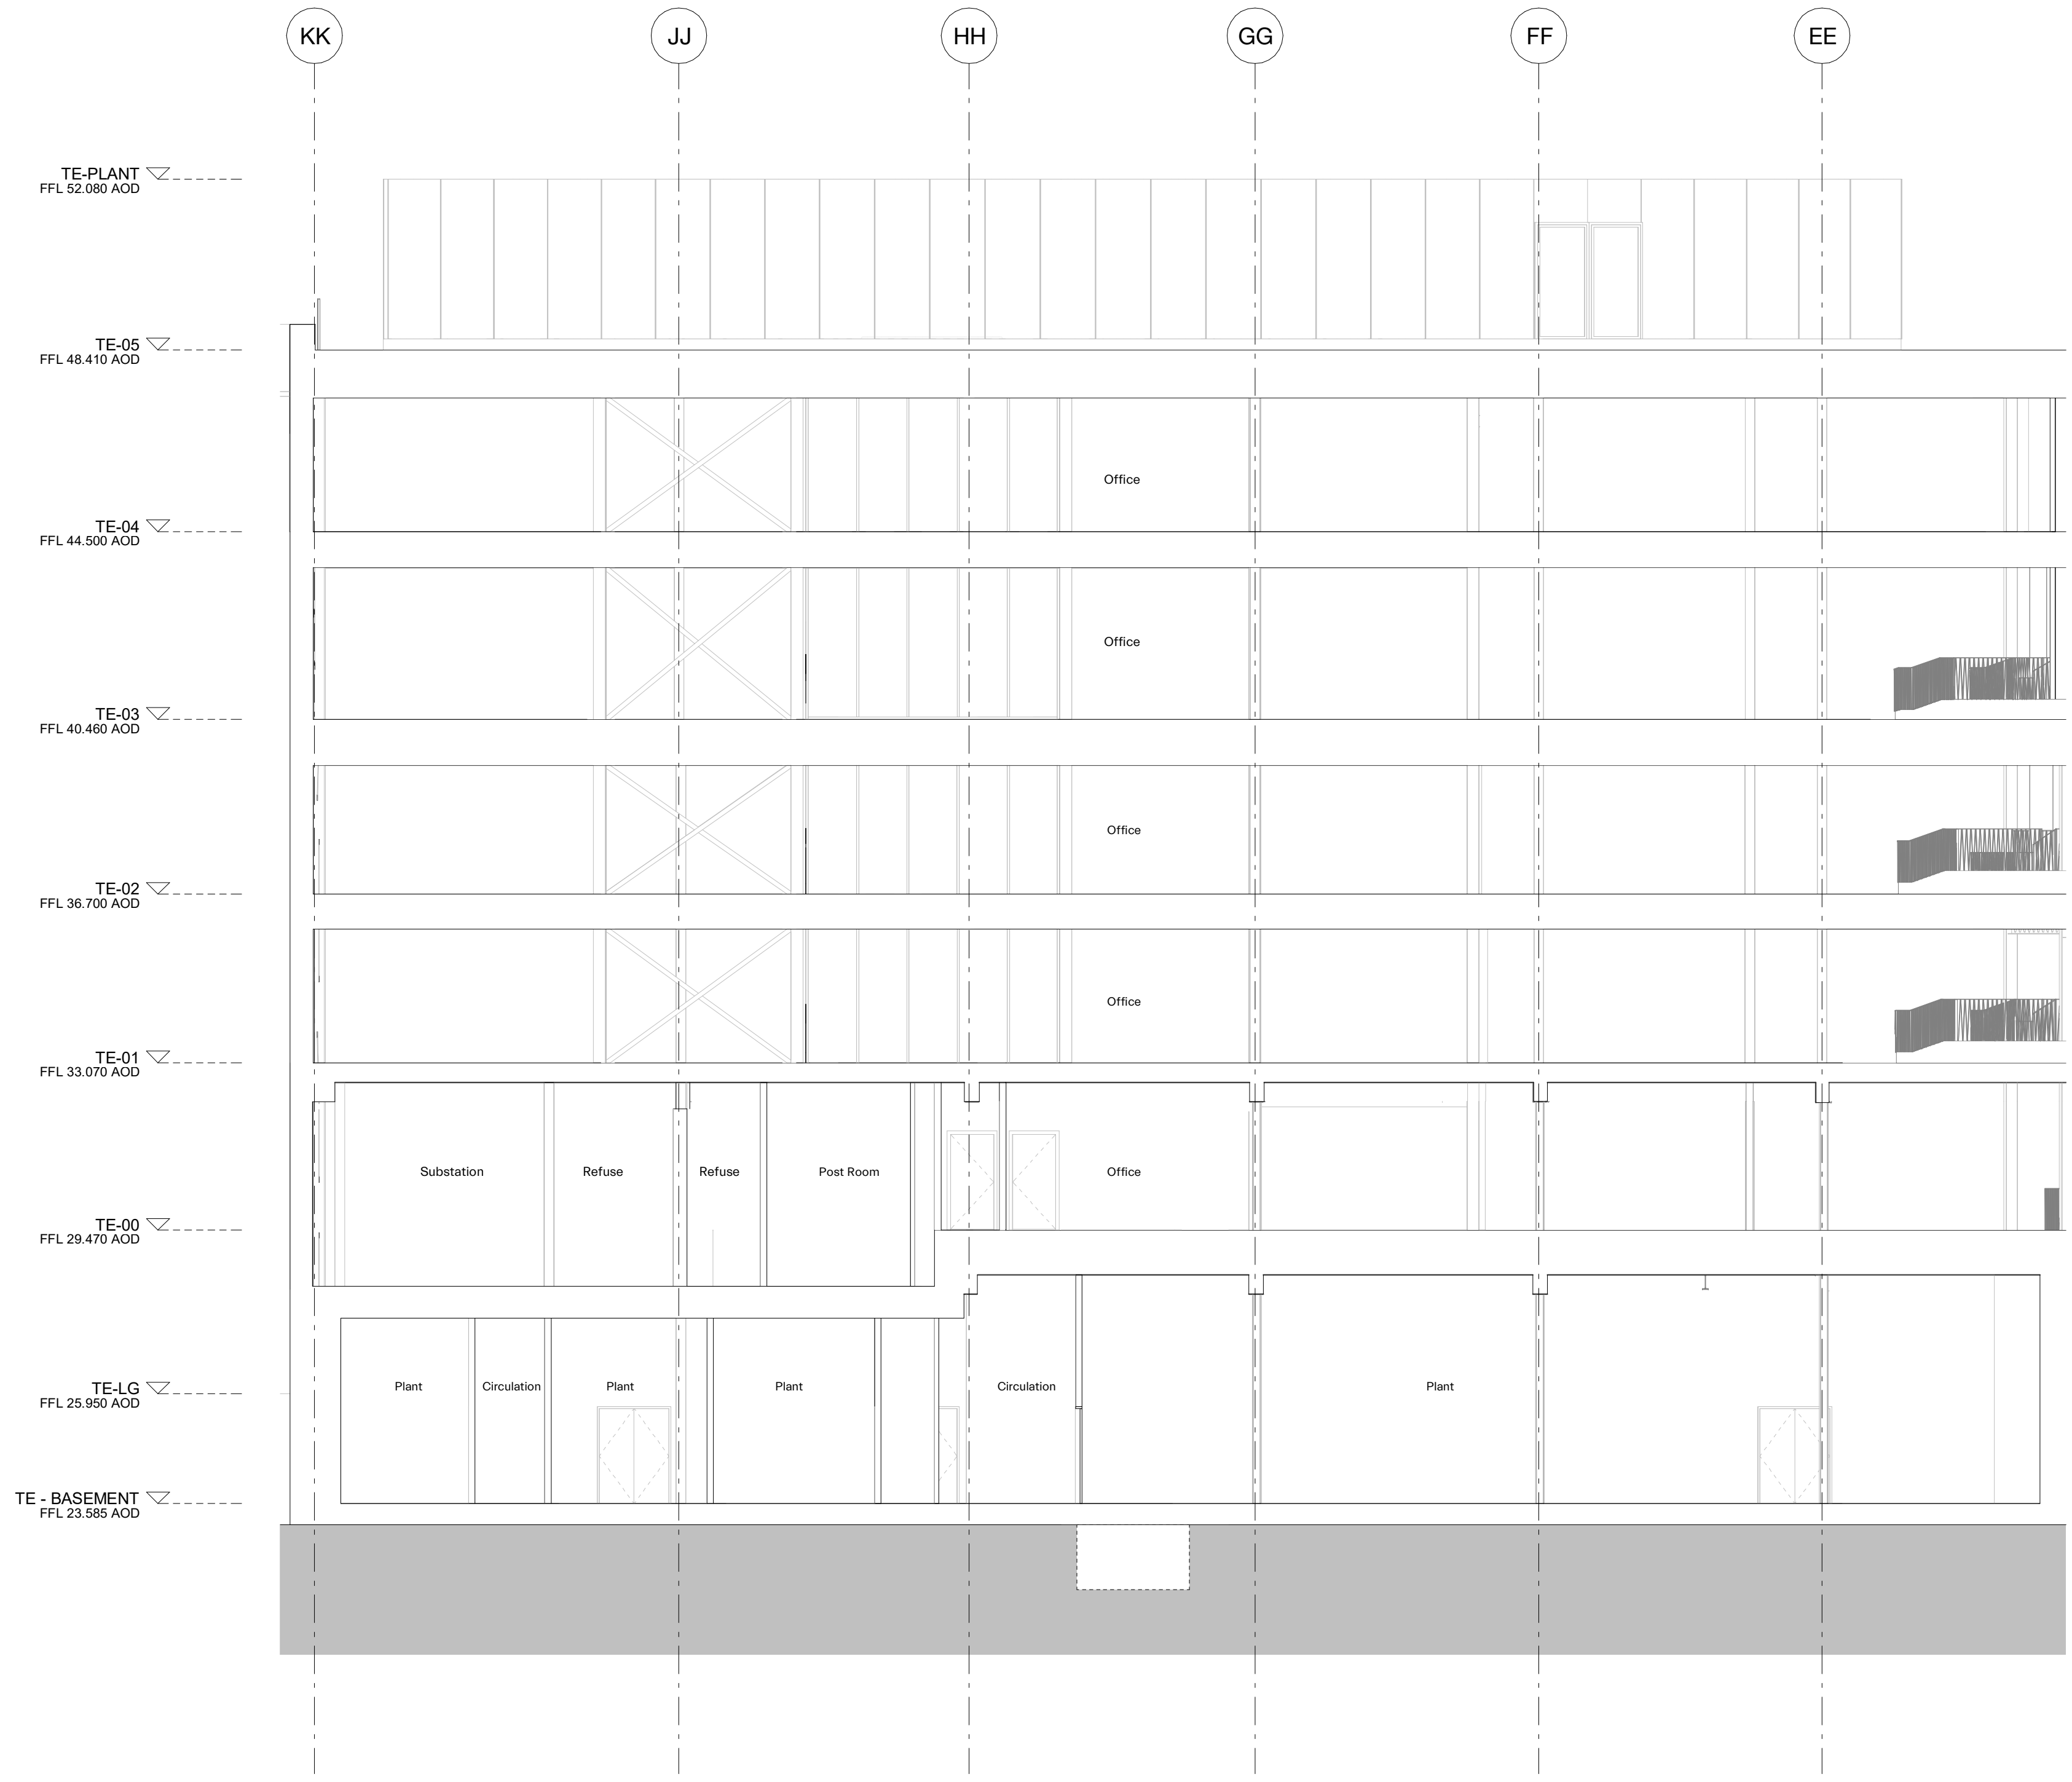 KK JJ HH GG FF EE
TE-PLANT
FFL 52.080 AOD
TE-05
FFL 48.410 AOD
Office
TE-04
FFL 44.500 AOD
Office
TE-03
FFL 40.460 AOD
Office
TE-02
FFL 36.700 AOD
Office
TE-01
FFL 33.070 AOD
Substation Refuse Refuse Post Room Office
TE-00
FFL 29.470 AOD
Plant Circulation Plant Plant Circulation Plant
TE-LG
FFL 25.950 AOD
TE - BASEMENT
FFL 23.585 AOD